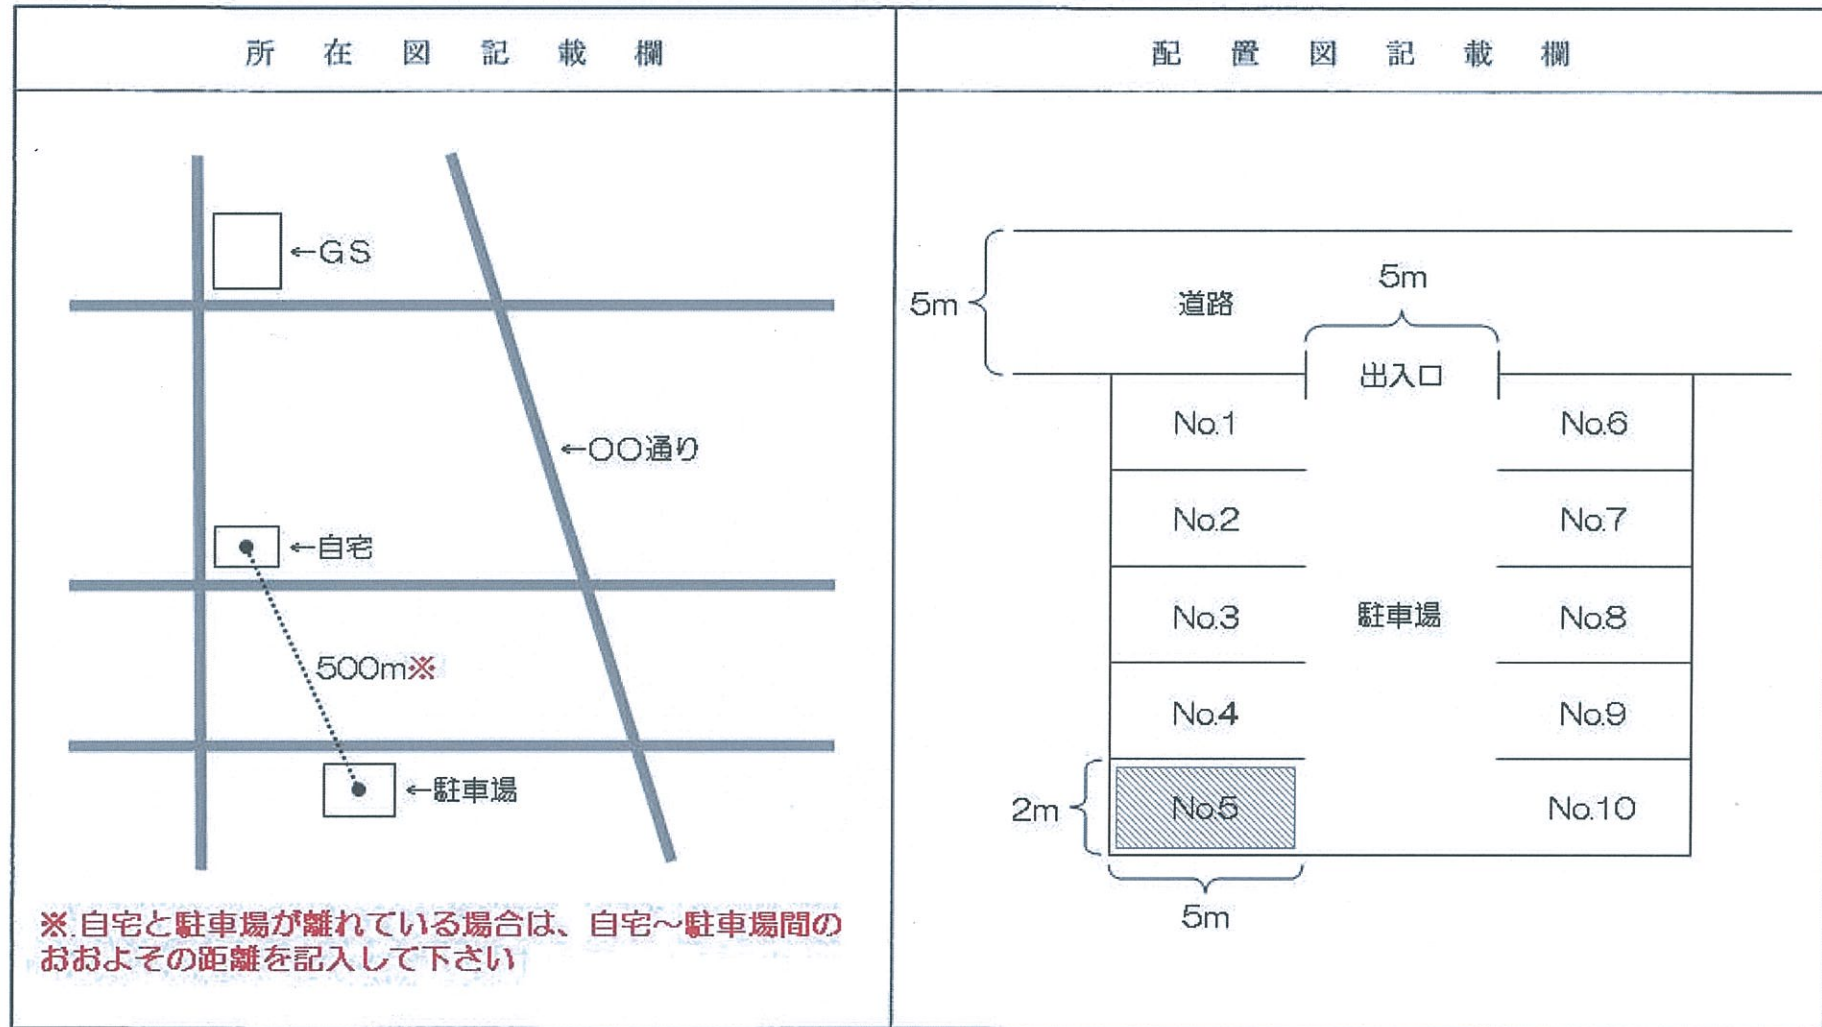 所在図記載欄
←GS
←〇〇通り
←自宅
500m※
←駐車場
※.自宅と駐車場が離れている場合は、自宅~駐車場間の
おおよその距離を記入して下さい
配置図記載欄
5m
道路
5m
出入口
No.1
No.6
No.2
No.7
No.3
駐車場
No.8
No.4
No.9
2m
No.5
No.10
5m